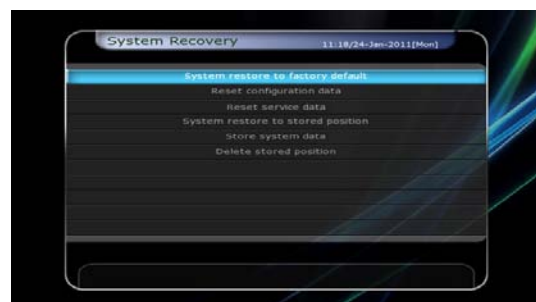 System Recovery
11:18/24-Jan-2011[Mon]
System restore to factory default
Reset configuration data
Reset service data
System restore to stored position
Store system data
Delete stored position